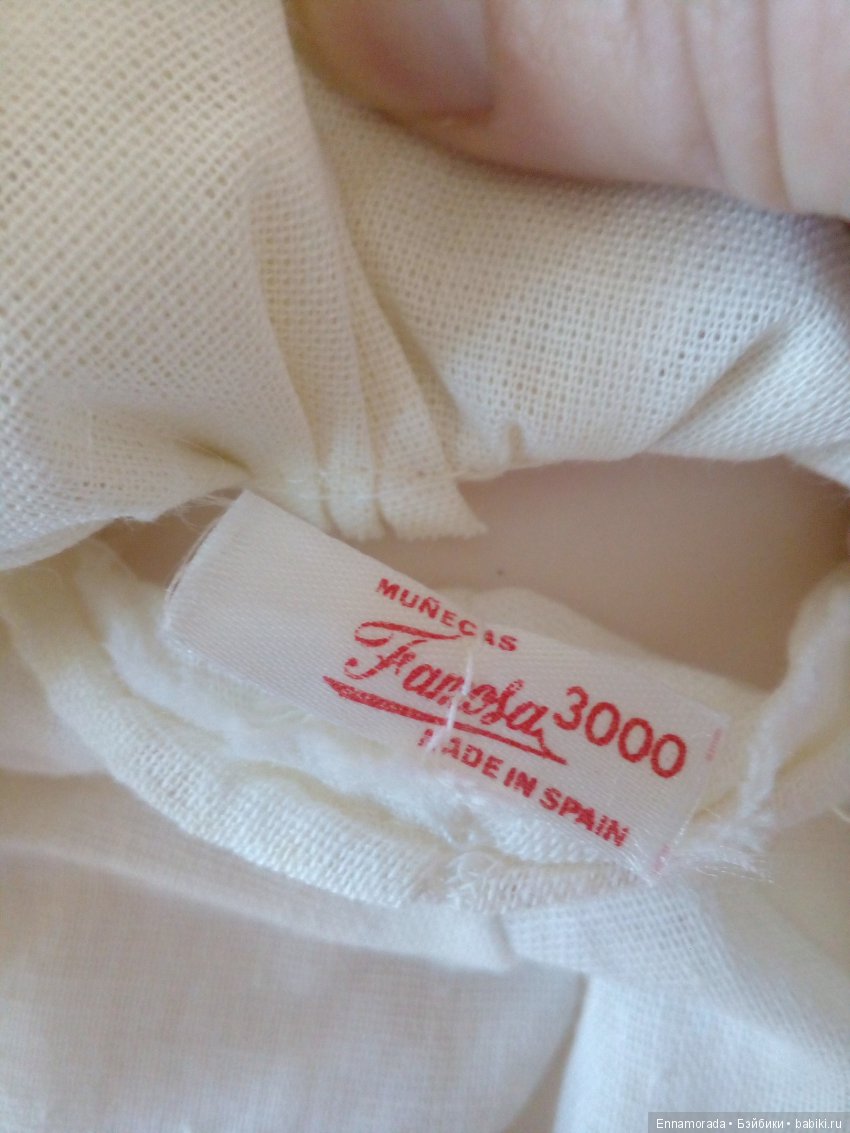 MUÑECAS
Famosa 3000
MADE IN SPAIN
Ennamorada • Бэйбики • babiki.ru